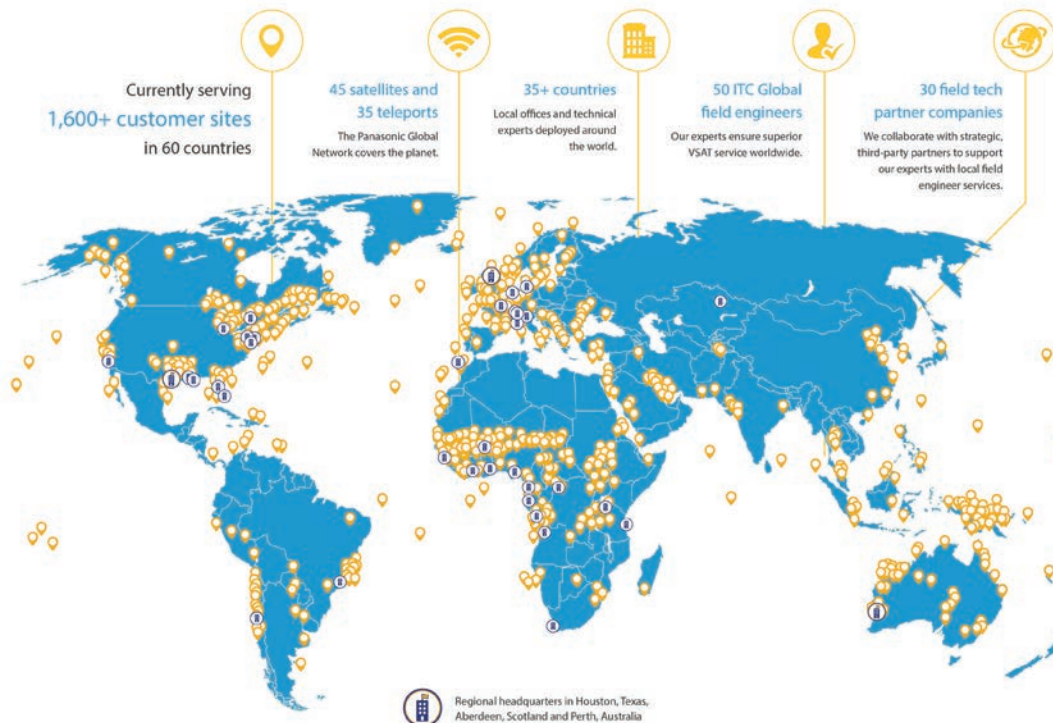 Currently serving
1,600+ customer sites
in 60 countries
45 satellites and
35 teleports
The Panasonic Global
Network covers the planet.
35+ countries
Local offices and technical
experts deployed around
the world.
50 ITC Global
field engineers
Our experts ensure superior
VSAT service worldwide.
30 field tech
partner companies
We collaborate with strategic,
third-party partners to support
our experts with local field
engineer services.
Regional headquarters in Houston, Texas,
Aberdeen, Scotland and Perth, Australia